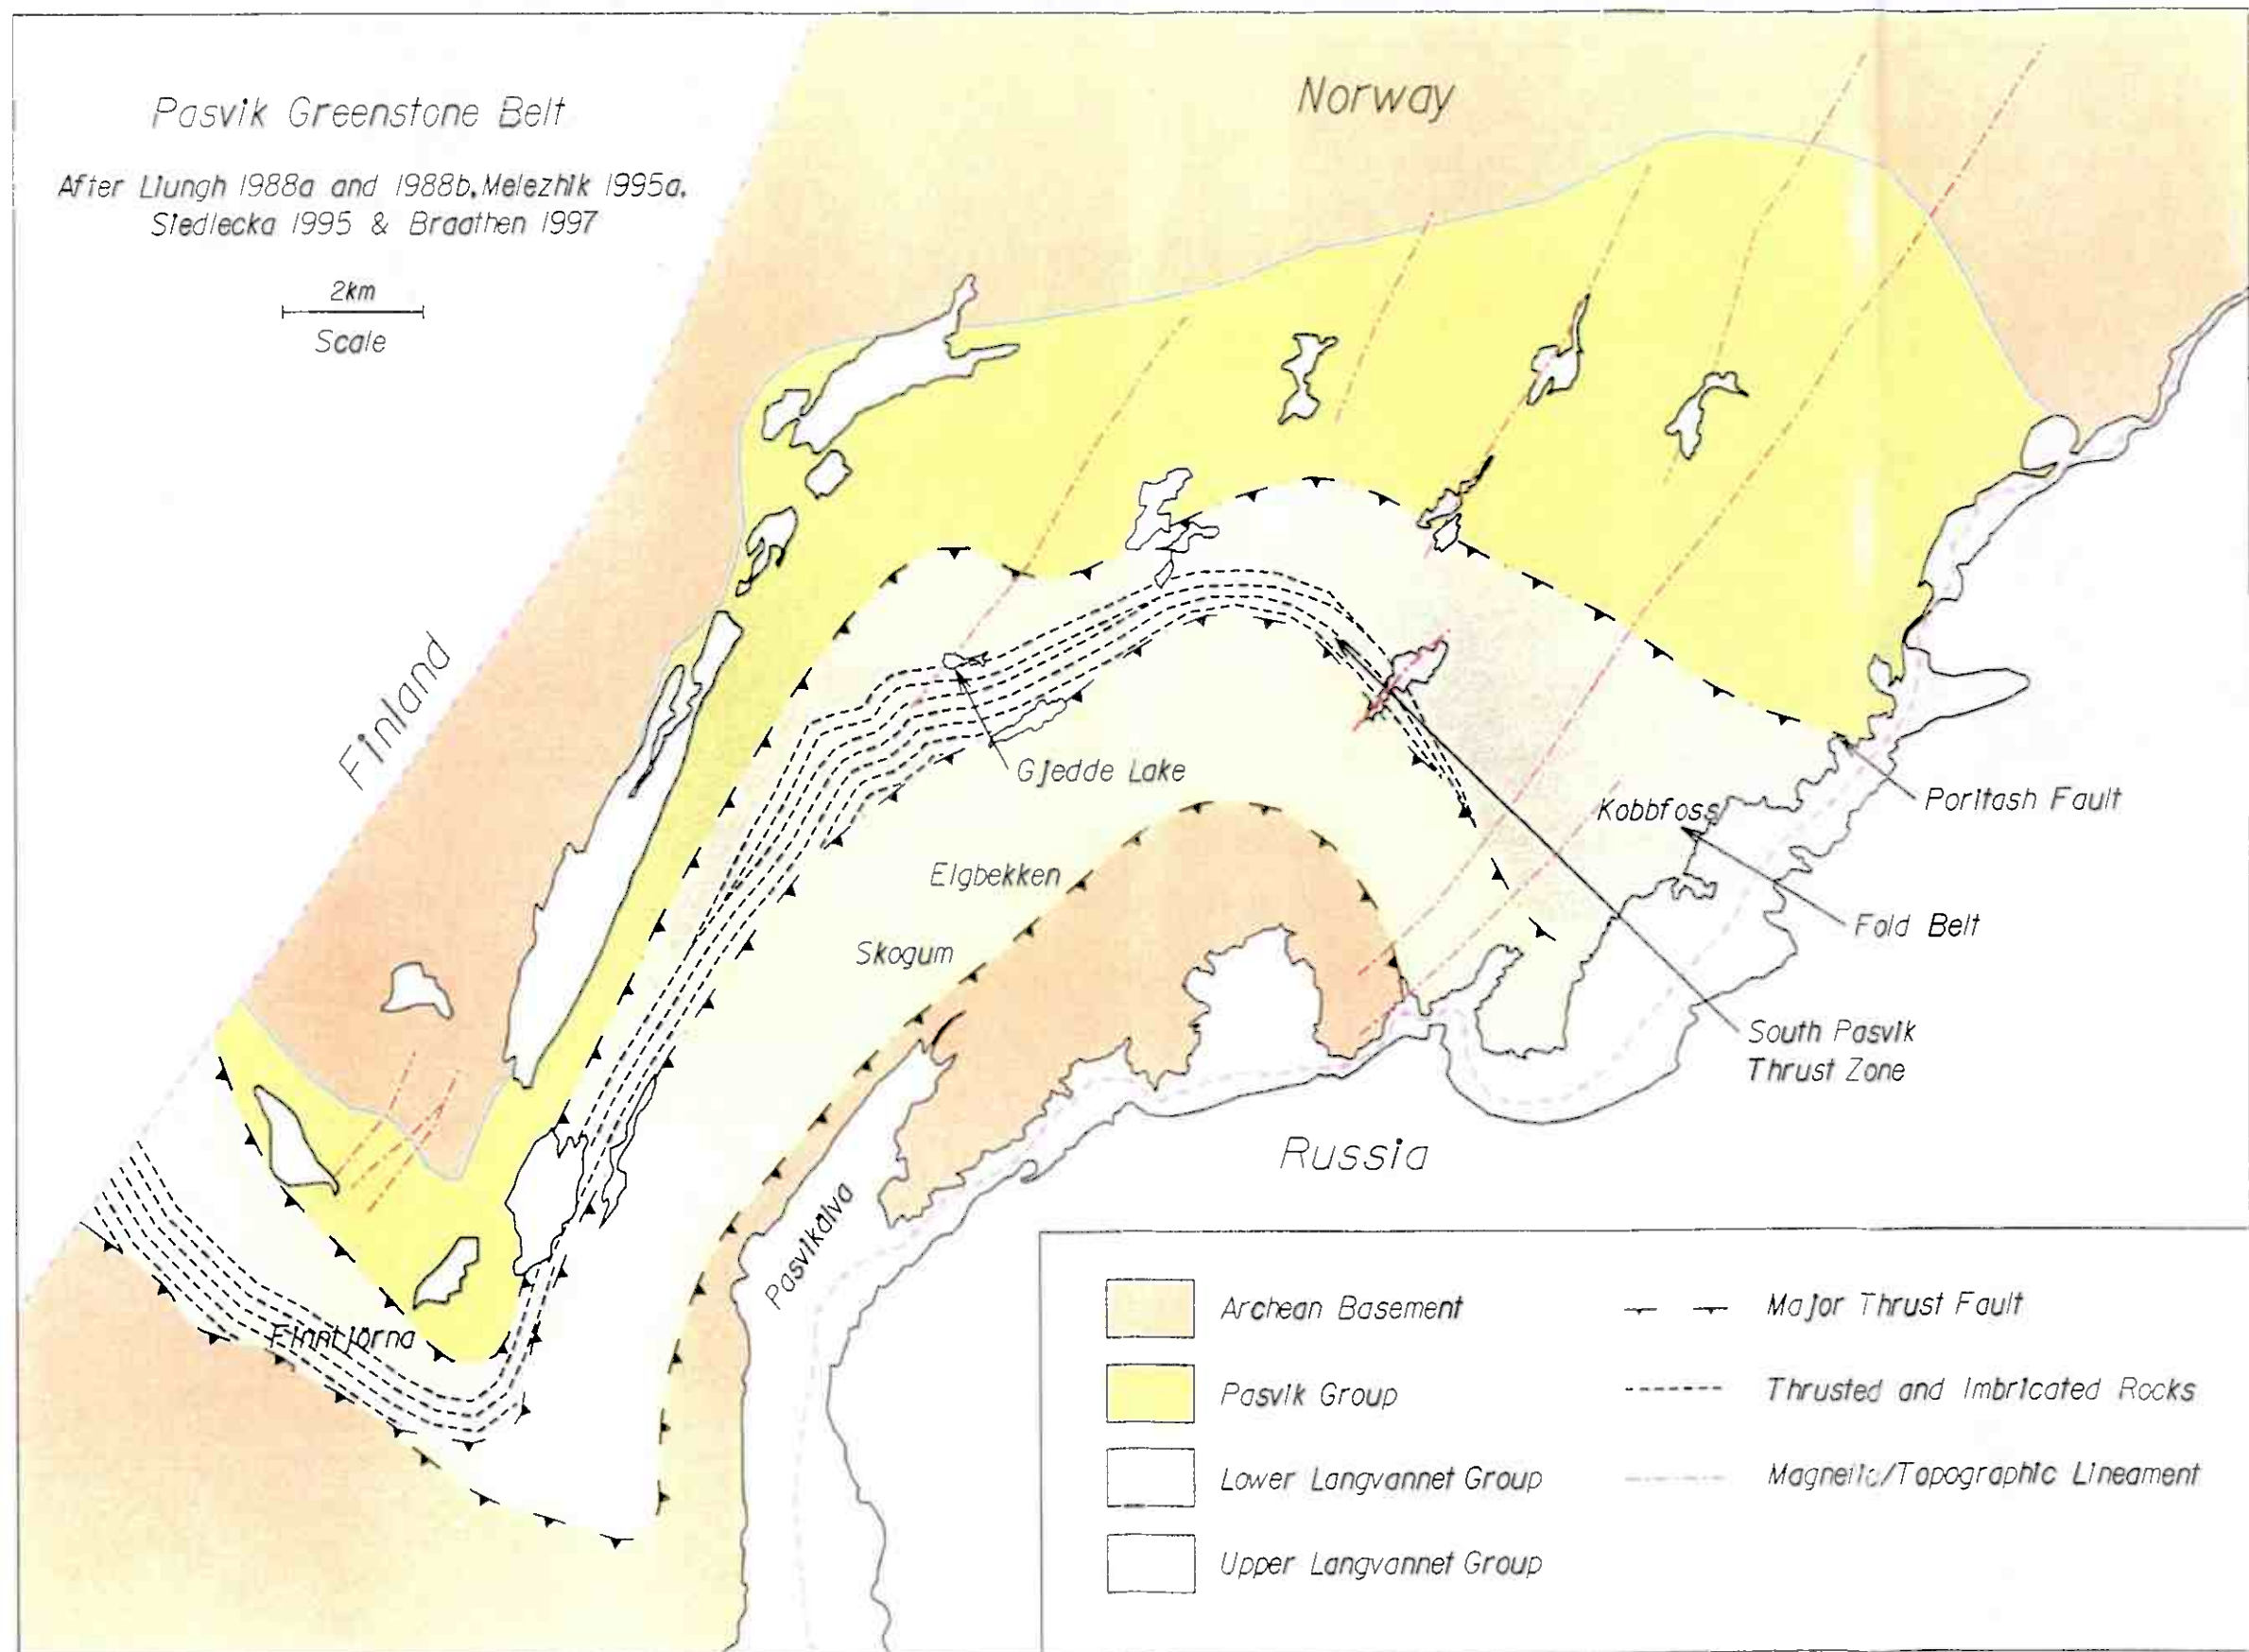 Pasvik Greenstone Belt
After Ljungh 1988a and 1988b, Melezhik 1995a,
Siedlecka 1995 & Braathen 1997
2km
Scale
Norway
Finland
Gjedde Lake
Kobbfoss
Poritash Fault
Elgbekken
Fold Belt
Skogum
South Pasvik
Thrust Zone
Russia
Pasvikälva
Finntjörna
Archean Basement
Major Thrust Fault
Pasvik Group
Thrusted and Imbricated Rocks
Lower Langvannet Group
Magnetic/Topographic Lineament
Upper Langvannet Group